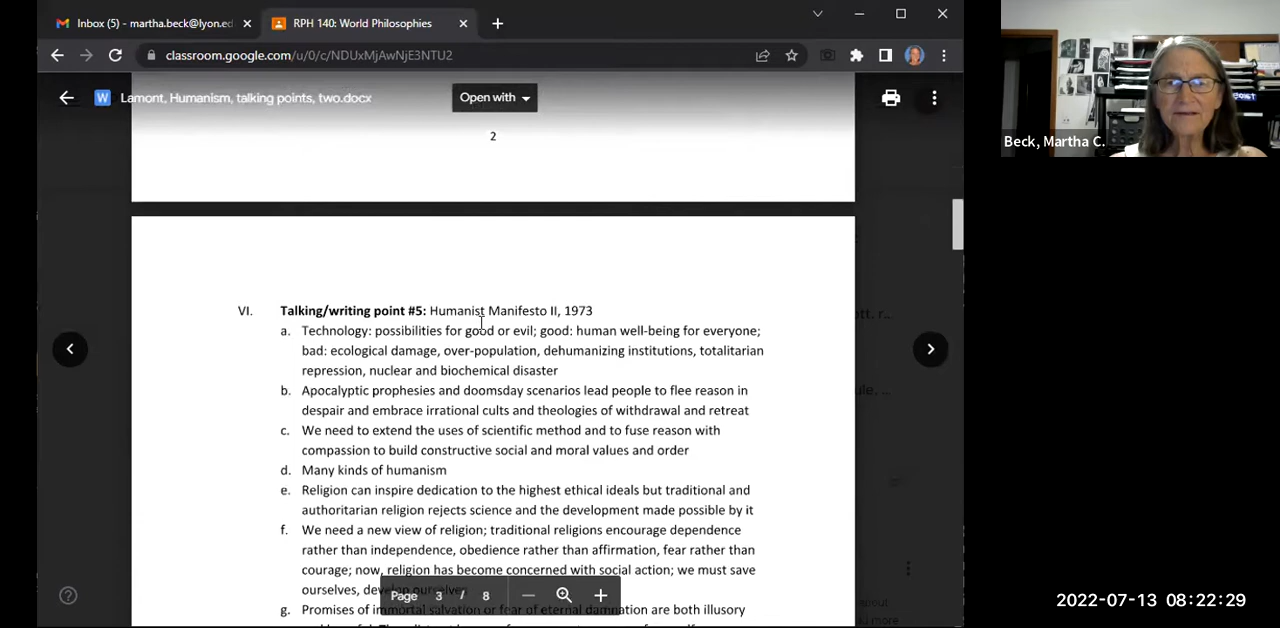 Inbox (5) - martha.beck@lyon.ed
RPH 140: World Philosophies
classroom.google.com/u/0/c/NDUxMjAwNjE3NTU2
Lamont, Humanism, talking points, two.docx
Open with
2
Beck, Martha C.
VI. Talking/writing point #5: Humanist Manifesto II, 1973
a. Technology: possibilities for good or evil; good: human well-being for everyone;
bad: ecological damage, over-population, dehumanizing institutions, totalitarian
repression, nuclear and biochemical disaster
b. Apocalyptic prophesies and doomsday scenarios lead people to flee reason in
despair and embrace irrational cults and theologies of withdrawal and retreat
c. We need to extend the uses of scientific method and to fuse reason with
compassion to build constructive social and moral values and order
d. Many kinds of humanism
e. Religion can inspire dedication to the highest ethical ideals but traditional and
authoritarian religion rejects science and the development made possible by it
f. We need a new view of religion; traditional religions encourage dependence
rather than independence, obedience rather than affirmation, fear rather than
courage; now, religion has become concerned with social action; we must save
ourselves, develop ourselves
Page 3 / 8
g. Promises of immortal salvation or fear of eternal damnation are both illusory
2022-07-13 08:22:29